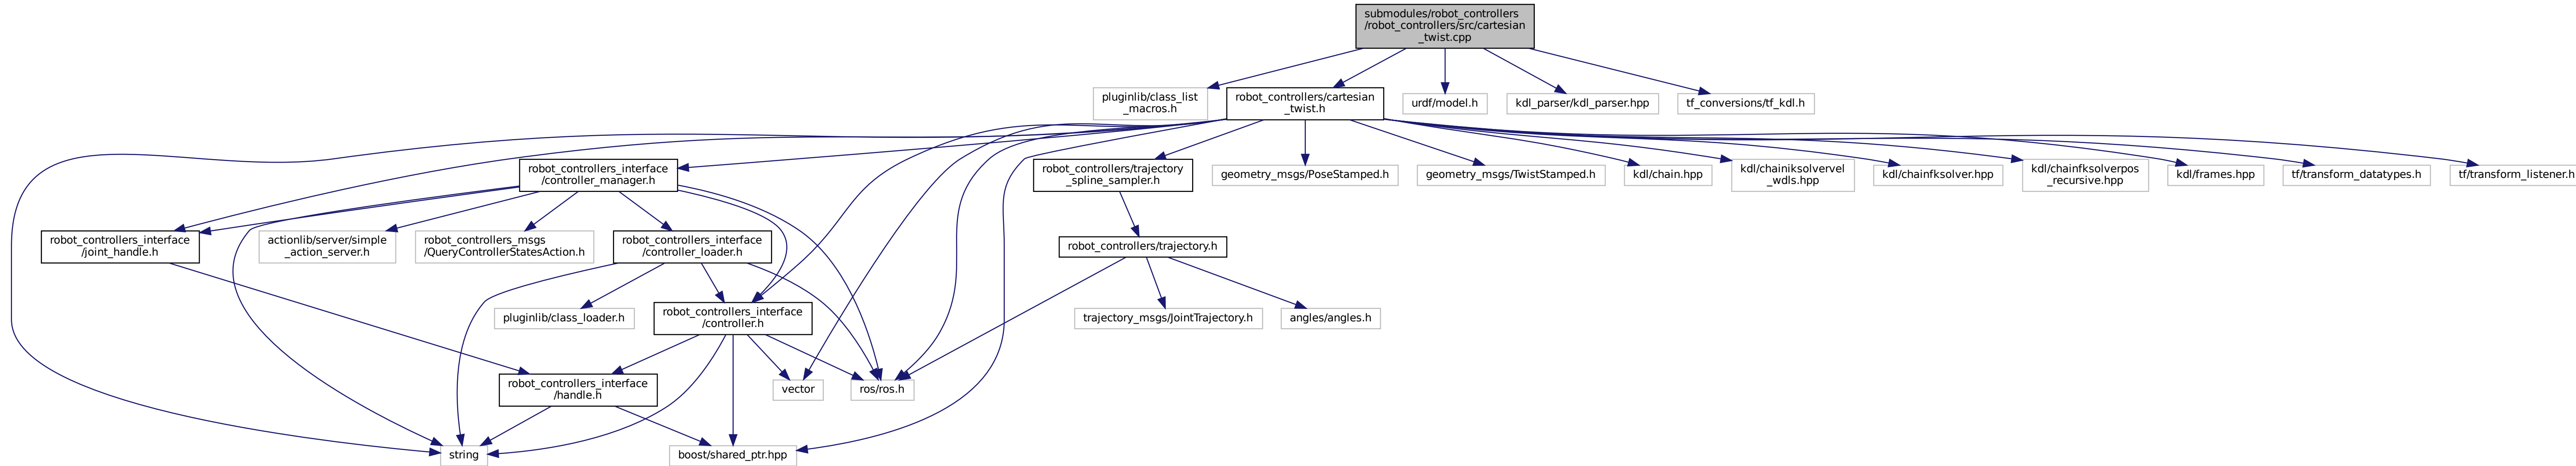 submodules/robot_controllers
/robot_controllers/src/cartesian
_twist.cpp
pluginlib/class_list
_macros.h
robot_controllers/cartesian
_twist.h
urdf/model.h
kdl_parser/kdl_parser.hpp
tf_conversions/tf_kdl.h
robot_controllers_interface
/controller_manager.h
robot_controllers/trajectory
_spline_sampler.h
geometry_msgs/PoseStamped.h
geometry_msgs/TwistStamped.h
kdl/chain.hpp
kdl/chainiksolvervel
_wdls.hpp
kdl/chainfksolver.hpp
kdl/chainfksolverpos
_recursive.hpp
kdl/frames.hpp
tf/transform_datatypes.h
tf/transform_listener.h
robot_controllers_interface
/joint_handle.h
actionlib/server/simple
_action_server.h
robot_controllers_msgs
/QueryControllerStatesAction.h
robot_controllers_interface
/controller_loader.h
robot_controllers/trajectory.h
pluginlib/class_loader.h
robot_controllers_interface
/controller.h
trajectory_msgs/JointTrajectory.h
angles/angles.h
robot_controllers_interface
/handle.h
vector
ros/ros.h
string
boost/shared_ptr.hpp